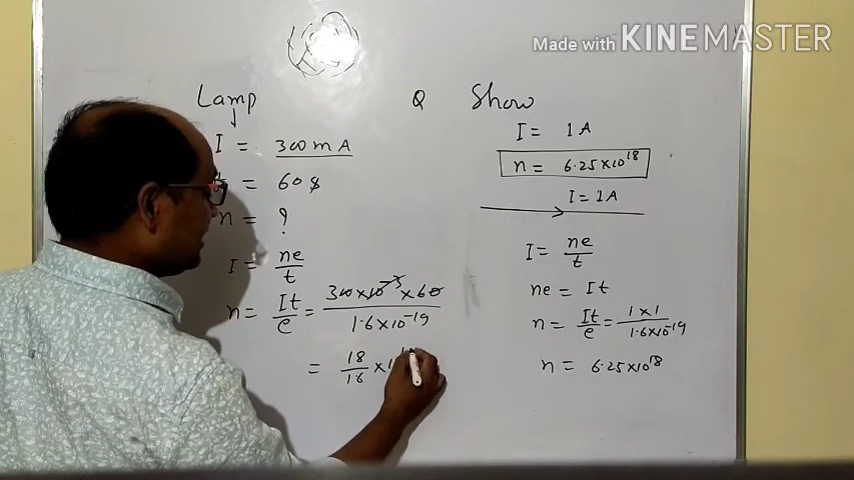 Made with KINEMASTER
Lamp
I = 300 mA
= 60 s
n = ?
I = ne/t
n = It/e = 300×10⁻³×60/1.6×10⁻¹⁹
= 18/16 ×
Q Show
I = 1A
n = 6.25×10¹⁸
I = 1A
I = ne/t
ne = It
n = It/e = 1×1/1.6×10⁻¹⁹
n = 6.25×10¹⁸